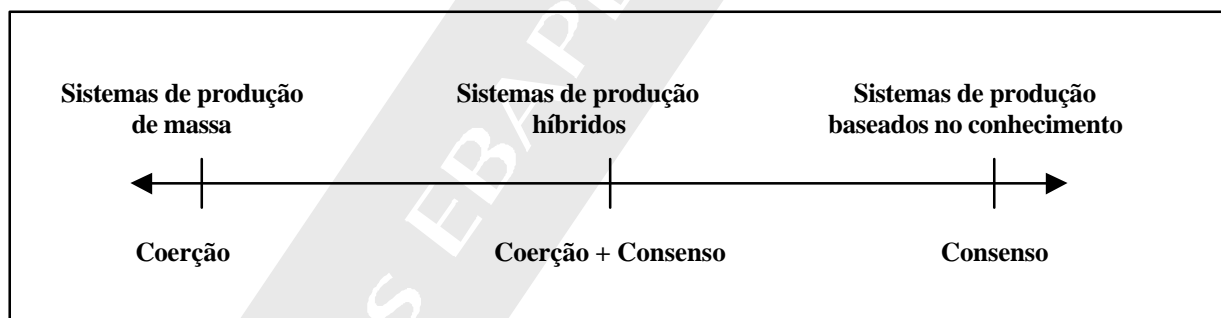 Sistemas de produção
de massa
Sistemas de produção
híbridos
Sistemas de produção
baseados no conhecimento
Coerção
Coerção + Consenso
Consenso
S EBAP